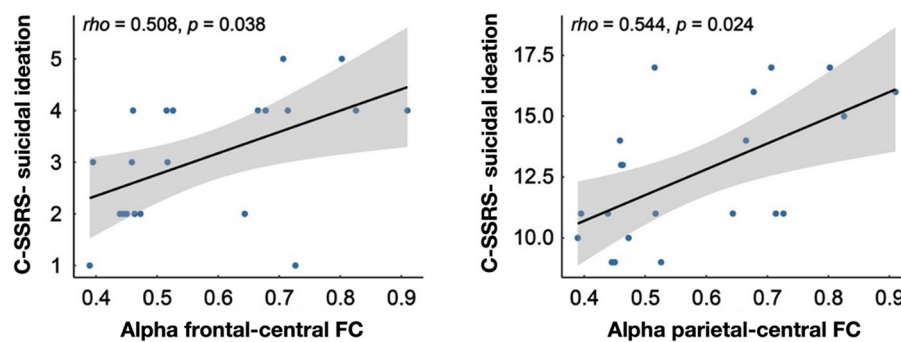 rho = 0.508, p = 0.038
C-SSRS- suicidal ideation
5
4
3
2
1
0.4 0.5 0.6 0.7 0.8 0.9
Alpha frontal-central FC
rho = 0.544, p = 0.024
C-SSRS- suicidal ideation
17.5
15.0
12.5
10.0
0.4 0.5 0.6 0.7 0.8 0.9
Alpha parietal-central FC